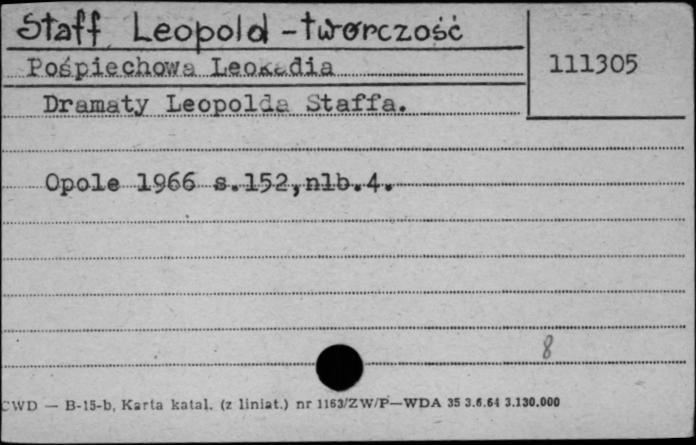 Staff Leopold - twórczość
Pośpiechowa Leokadia
111305
Dramaty Leopolda Staffa.
Opole 1966 s.152,nlb.4.
8
CWD — B-15-b, Karta katal. (z liniat.) nr 1163/ZW/P—WDA 35 3.6.64 3.130.000